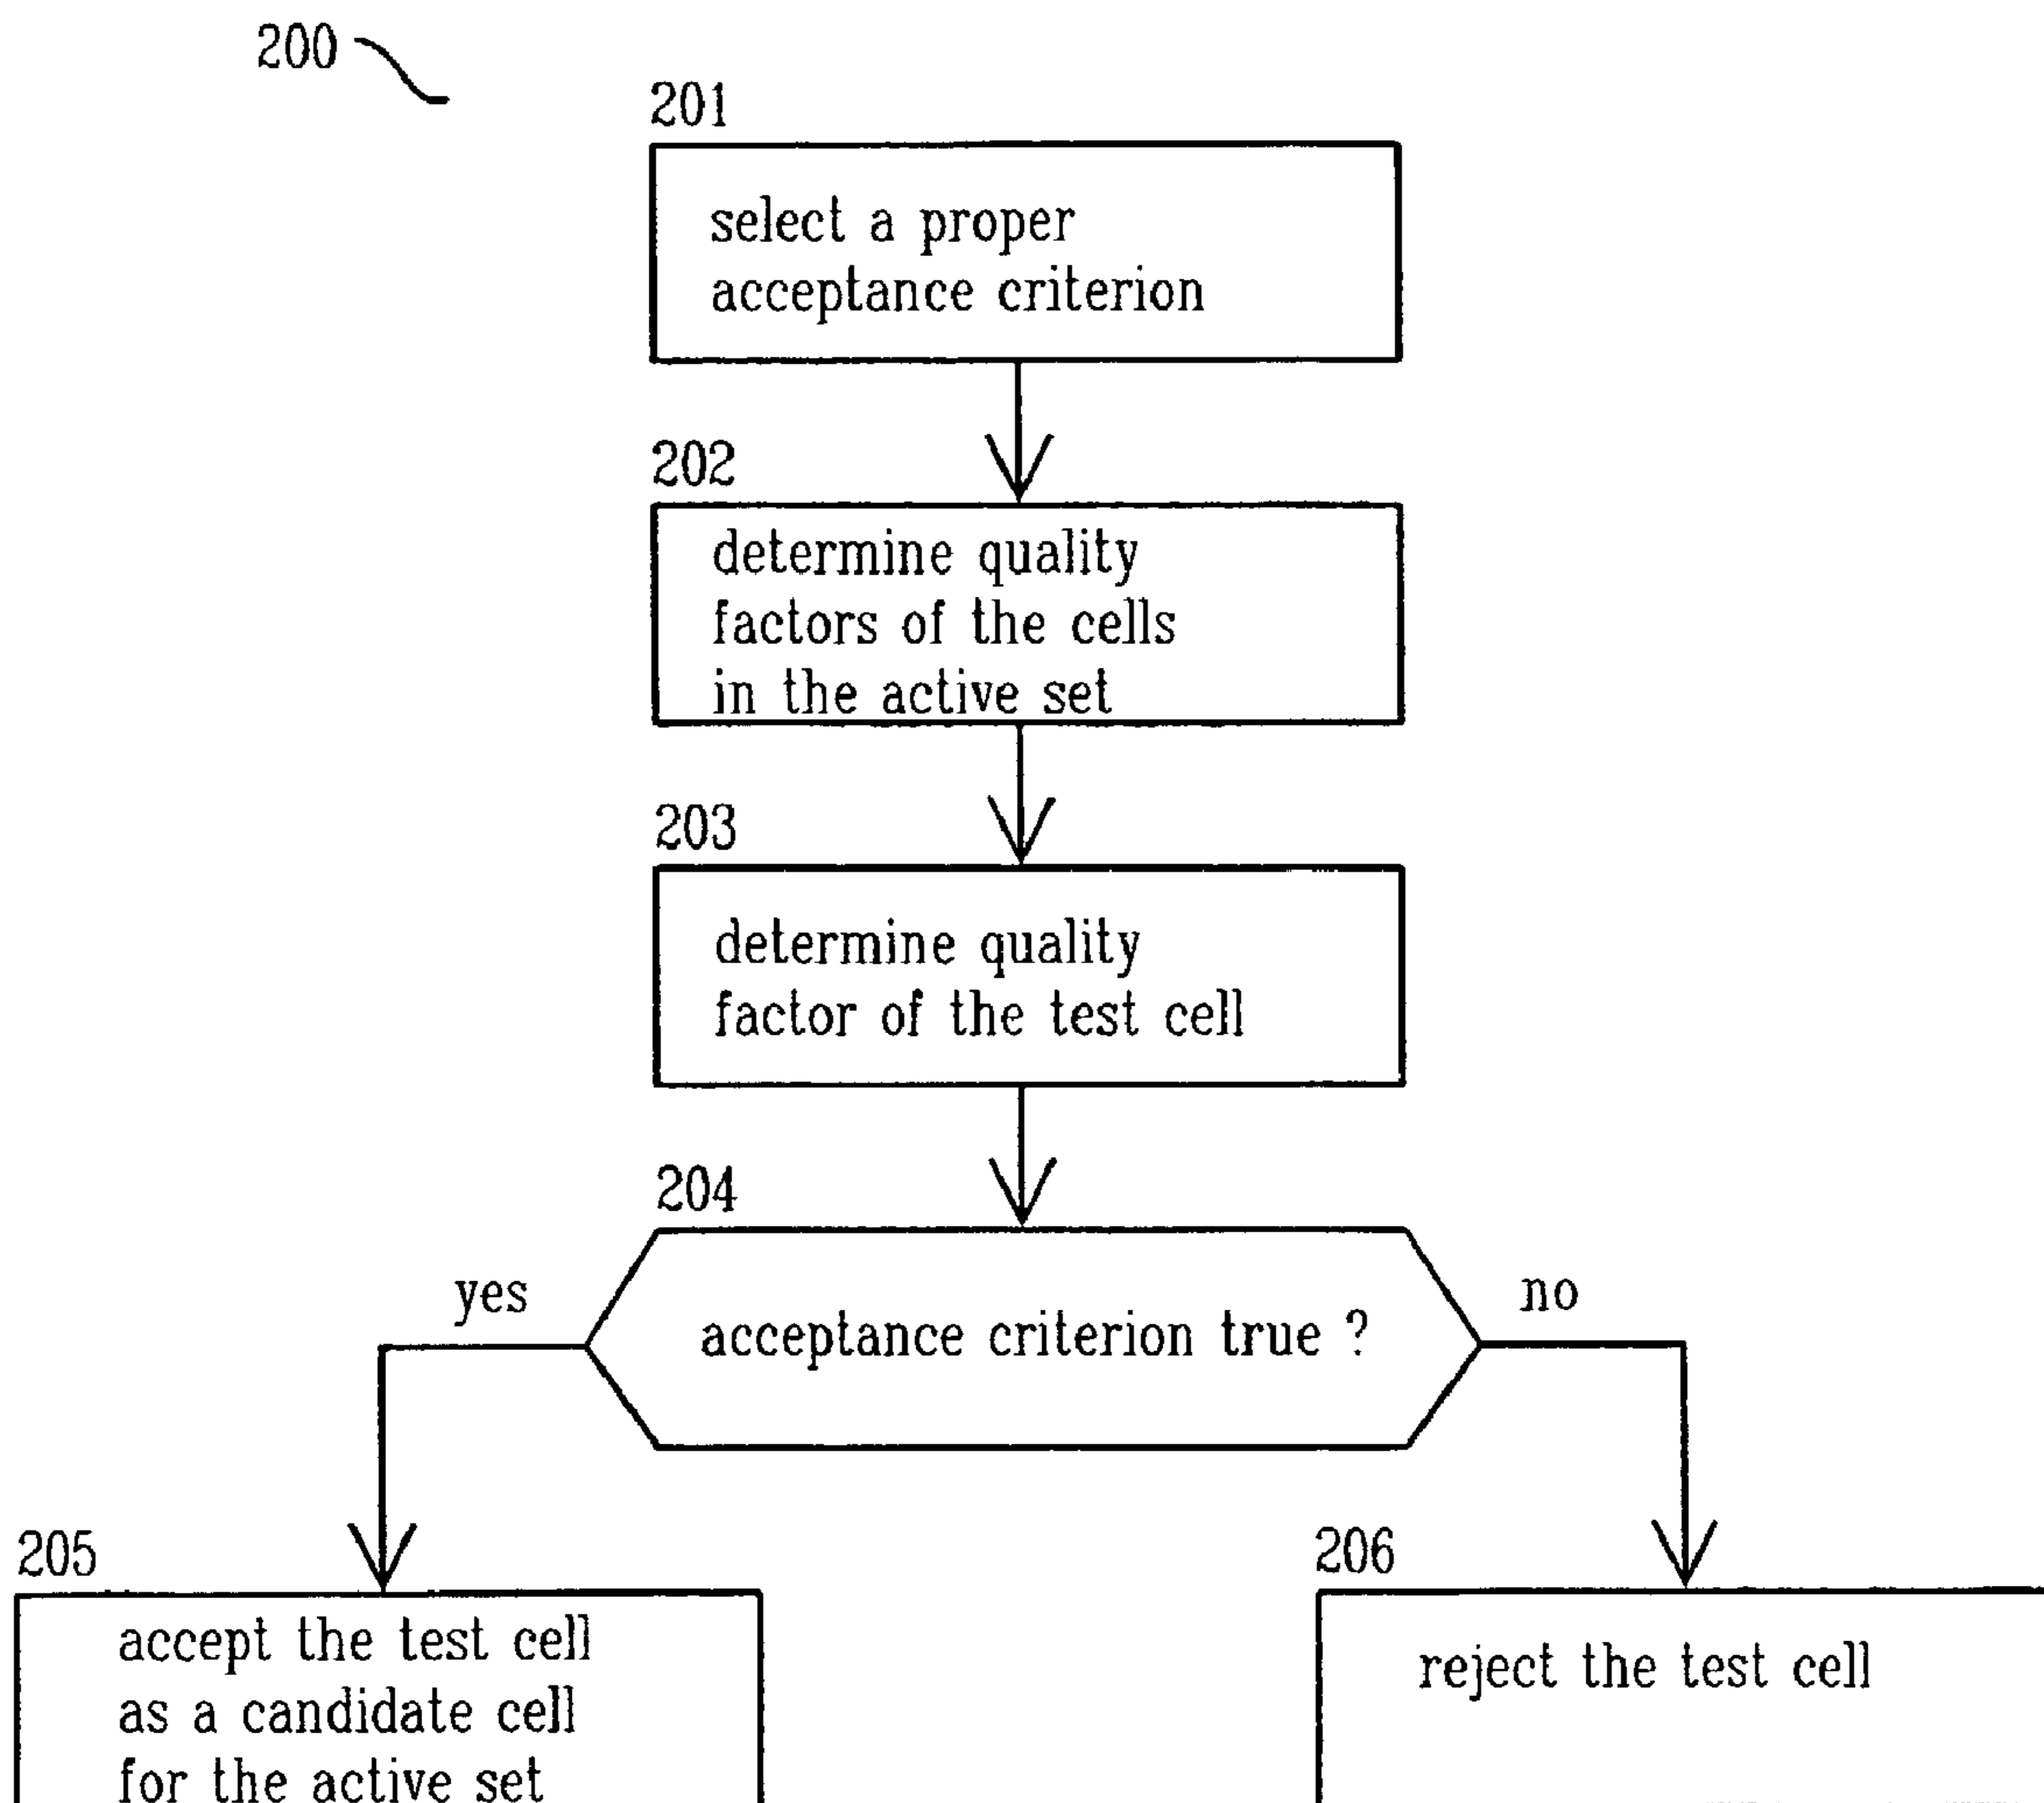 200
201
select a proper
acceptance criterion
202
determine quality
factors of the cells
in the active set
203
determine quality
factor of the test cell
204
yes
acceptance criterion true ?
no
205
accept the test cell
as a candidate cell
for the active set
206
reject the test cell